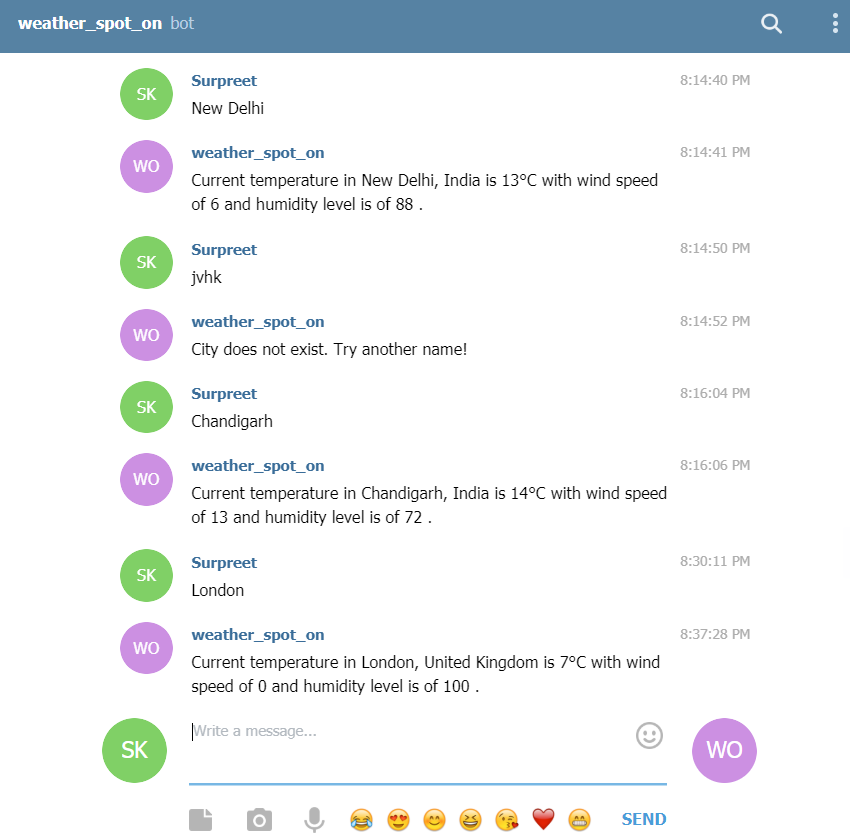 weather_spot_on bot
SK
Surpreet 8:14:40 PM
New Delhi
WO
weather_spot_on 8:14:41 PM
Current temperature in New Delhi, India is 13°C with wind speed
of 6 and humidity level is of 88 .
SK
Surpreet 8:14:50 PM
jvhk
WO
weather_spot_on 8:14:52 PM
City does not exist. Try another name!
SK
Surpreet 8:16:04 PM
Chandigarh
WO
weather_spot_on 8:16:06 PM
Current temperature in Chandigarh, India is 14°C with wind speed
of 13 and humidity level is of 72 .
SK
Surpreet 8:30:11 PM
London
WO
weather_spot_on 8:37:28 PM
Current temperature in London, United Kingdom is 7°C with wind
speed of 0 and humidity level is of 100 .
SK
Write a message...
WO
SEND